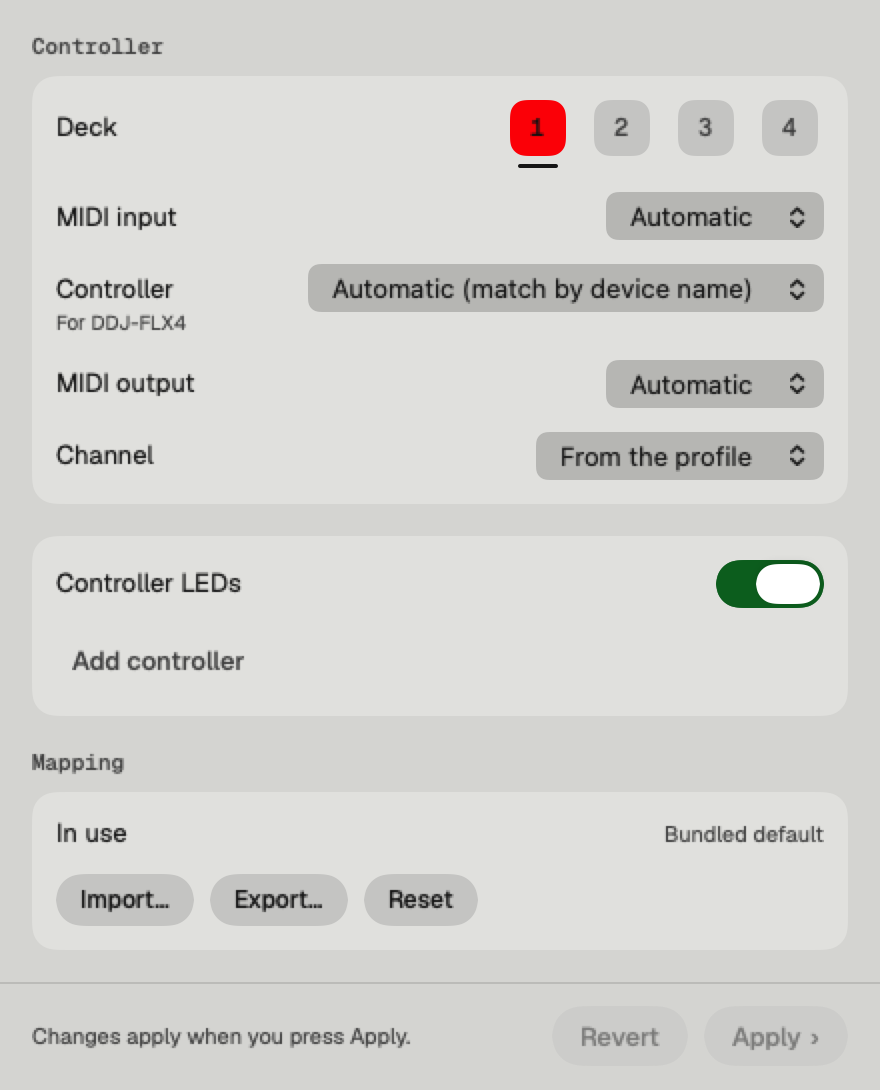 Controller
Deck 1 2 3 4
MIDI input Automatic
Controller Automatic (match by device name)
For DDJ-FLX4
MIDI output Automatic
Channel From the profile
Controller LEDs
Add controller
Mapping
In use Bundled default
Import… Export… Reset
Changes apply when you press Apply. Revert Apply ›